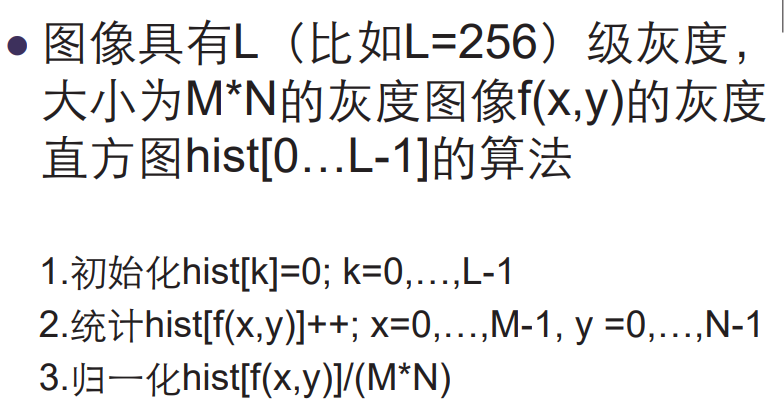 ● 图像具有L（比如L=256）级灰度，
大小为M*N的灰度图像f(x,y)的灰度
直方图hist[0…L-1]的算法
1.初始化hist[k]=0; k=0,…,L-1
2.统计hist[f(x,y)]++; x=0,…,M-1, y =0,…,N-1
3.归一化hist[f(x,y)]/(M*N)